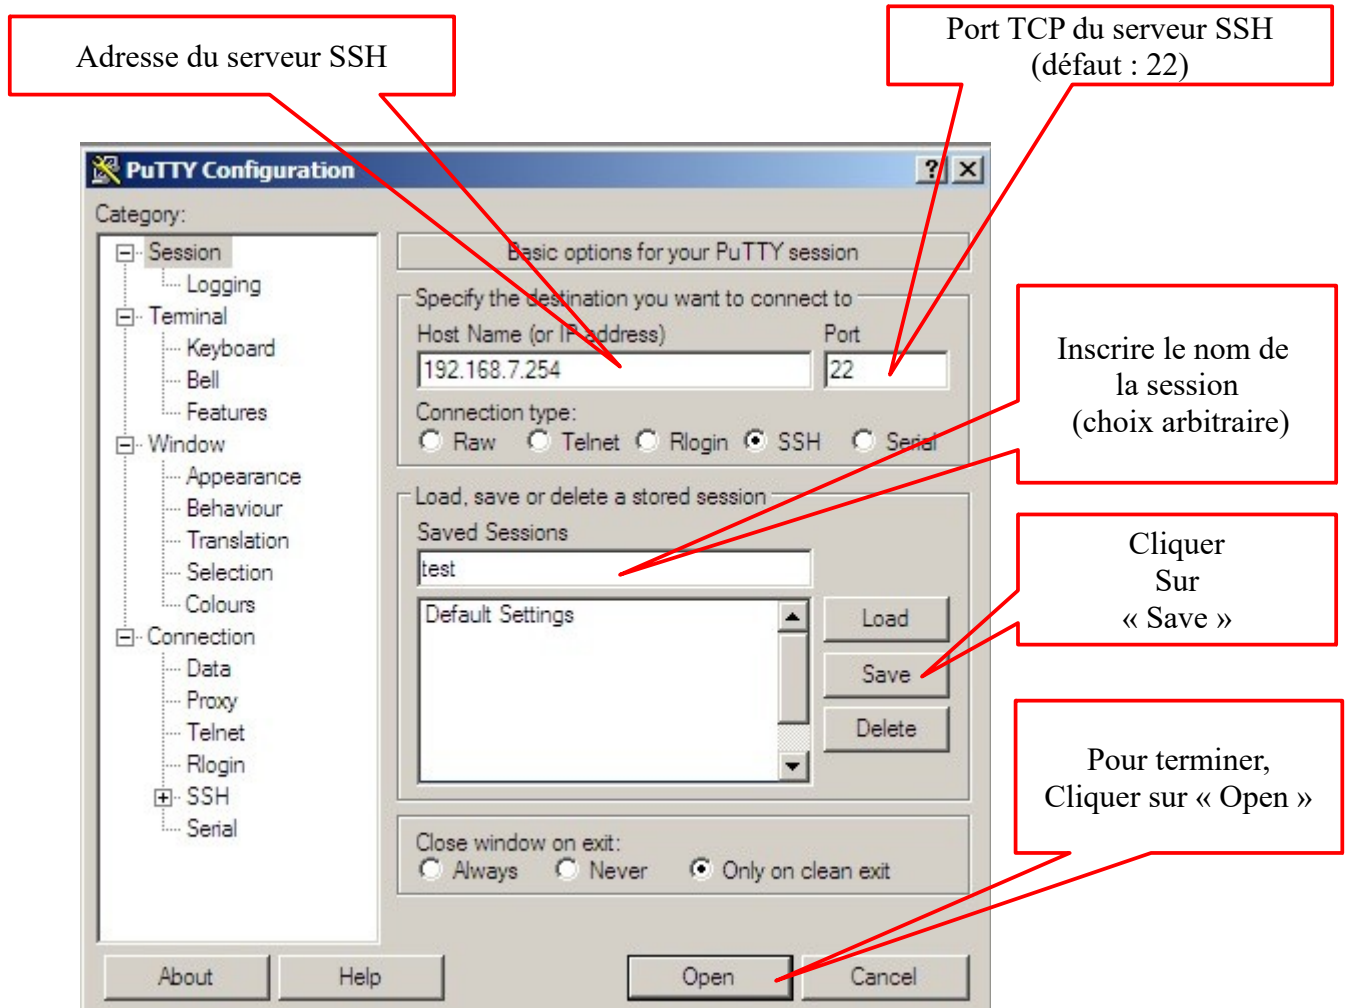 Adresse du serveur SSH
Port TCP du serveur SSH
(défaut : 22)
PuTTY Configuration
Category:
Session
Logging
Terminal
Keyboard
Bell
Features
Window
Appearance
Behaviour
Translation
Selection
Colours
Connection
Data
Proxy
Telnet
Rlogin
SSH
Serial
Basic options for your PuTTY session
Specify the destination you want to connect to
Host Name (or IP address) Port
192.168.7.254 22
Connection type:
Raw Telnet Rlogin SSH Serial
Load, save or delete a stored session
Saved Sessions
test
Default Settings
Load
Save
Delete
Close window on exit:
Always Never Only on clean exit
About Help Open Cancel
Inscrire le nom de
la session
(choix arbitraire)
Cliquer
Sur
« Save »
Pour terminer,
Cliquer sur « Open »